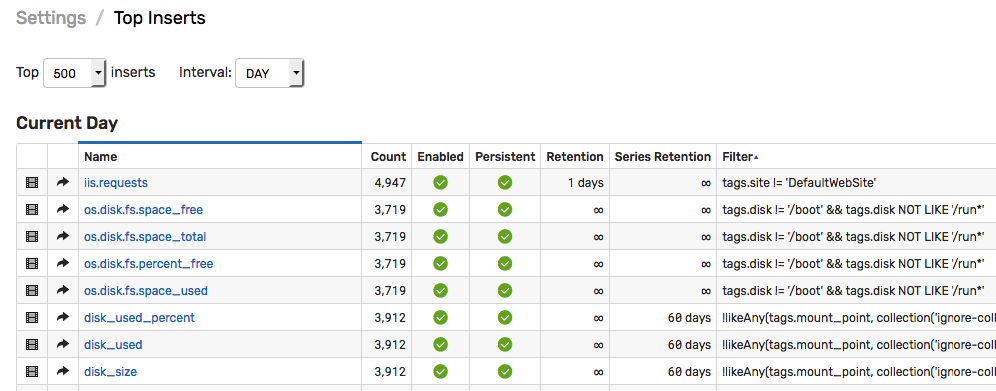 Settings / Top Inserts
Top 500 inserts Interval: DAY
Current Day
Name Count Enabled Persistent Retention Series Retention Filter
iis.requests 4,947 1 days ∞ tags.site != 'DefaultWebSite'
os.disk.fs.space_free 3,719 ∞ ∞ tags.disk != '/boot' && tags.disk NOT LIKE '/run*'
os.disk.fs.space_total 3,719 ∞ ∞ tags.disk != '/boot' && tags.disk NOT LIKE '/run*'
os.disk.fs.percent_free 3,719 ∞ ∞ tags.disk != '/boot' && tags.disk NOT LIKE '/run*'
os.disk.fs.space_used 3,719 ∞ ∞ tags.disk != '/boot' && tags.disk NOT LIKE '/run*'
disk_used_percent 3,912 ∞ 60 days !likeAny(tags.mount_point, collection('ignore-coll
disk_used 3,912 ∞ 60 days !likeAny(tags.mount_point, collection('ignore-coll
disk_size 3,912 ∞ 60 days !likeAny(tags.mount_point, collection('ignore-coll